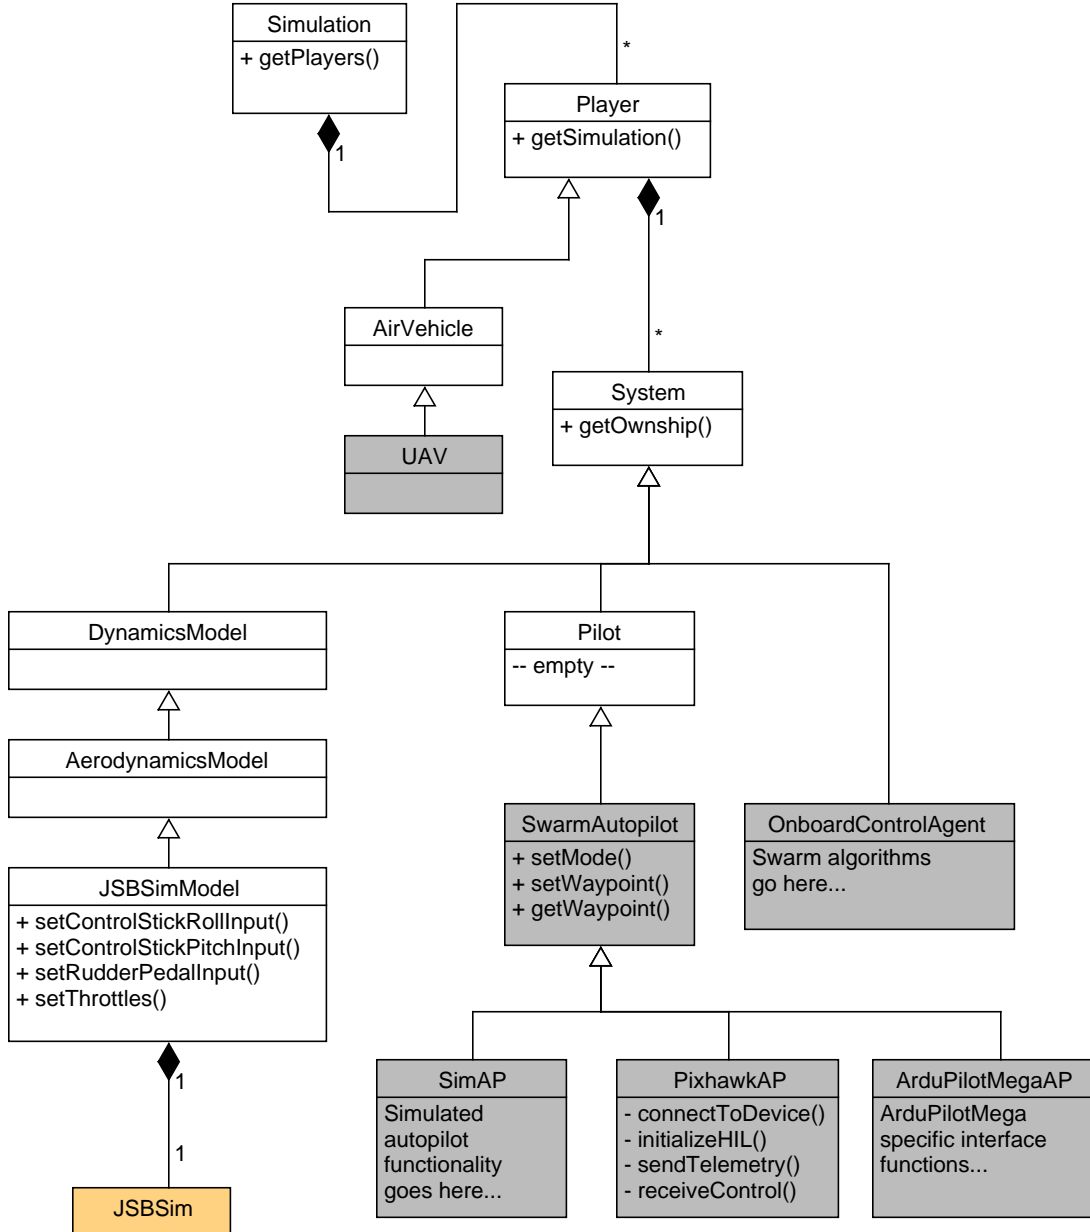 Simulation
+ getPlayers()
1
*
Player
+ getSimulation()
1
*
AirVehicle
UAV
System
+ getOwnship()
DynamicsModel
AerodynamicsModel
JSBSimModel
+ setControlStickRollInput()
+ setControlStickPitchInput()
+ setRudderPedalInput()
+ setThrottles()
1
1
JSBSim
Pilot
-- empty --
SwarmAutopilot
+ setMode()
+ setWaypoint()
+ getWaypoint()
OnboardControlAgent
Swarm algorithms
go here...
SimAP
Simulated
autopilot
functionality
goes here...
PixhawkAP
- connectToDevice()
- initializeHIL()
- sendTelemetry()
- receiveControl()
ArduPilotMegaAP
ArduPilotMega
specific interface
functions...